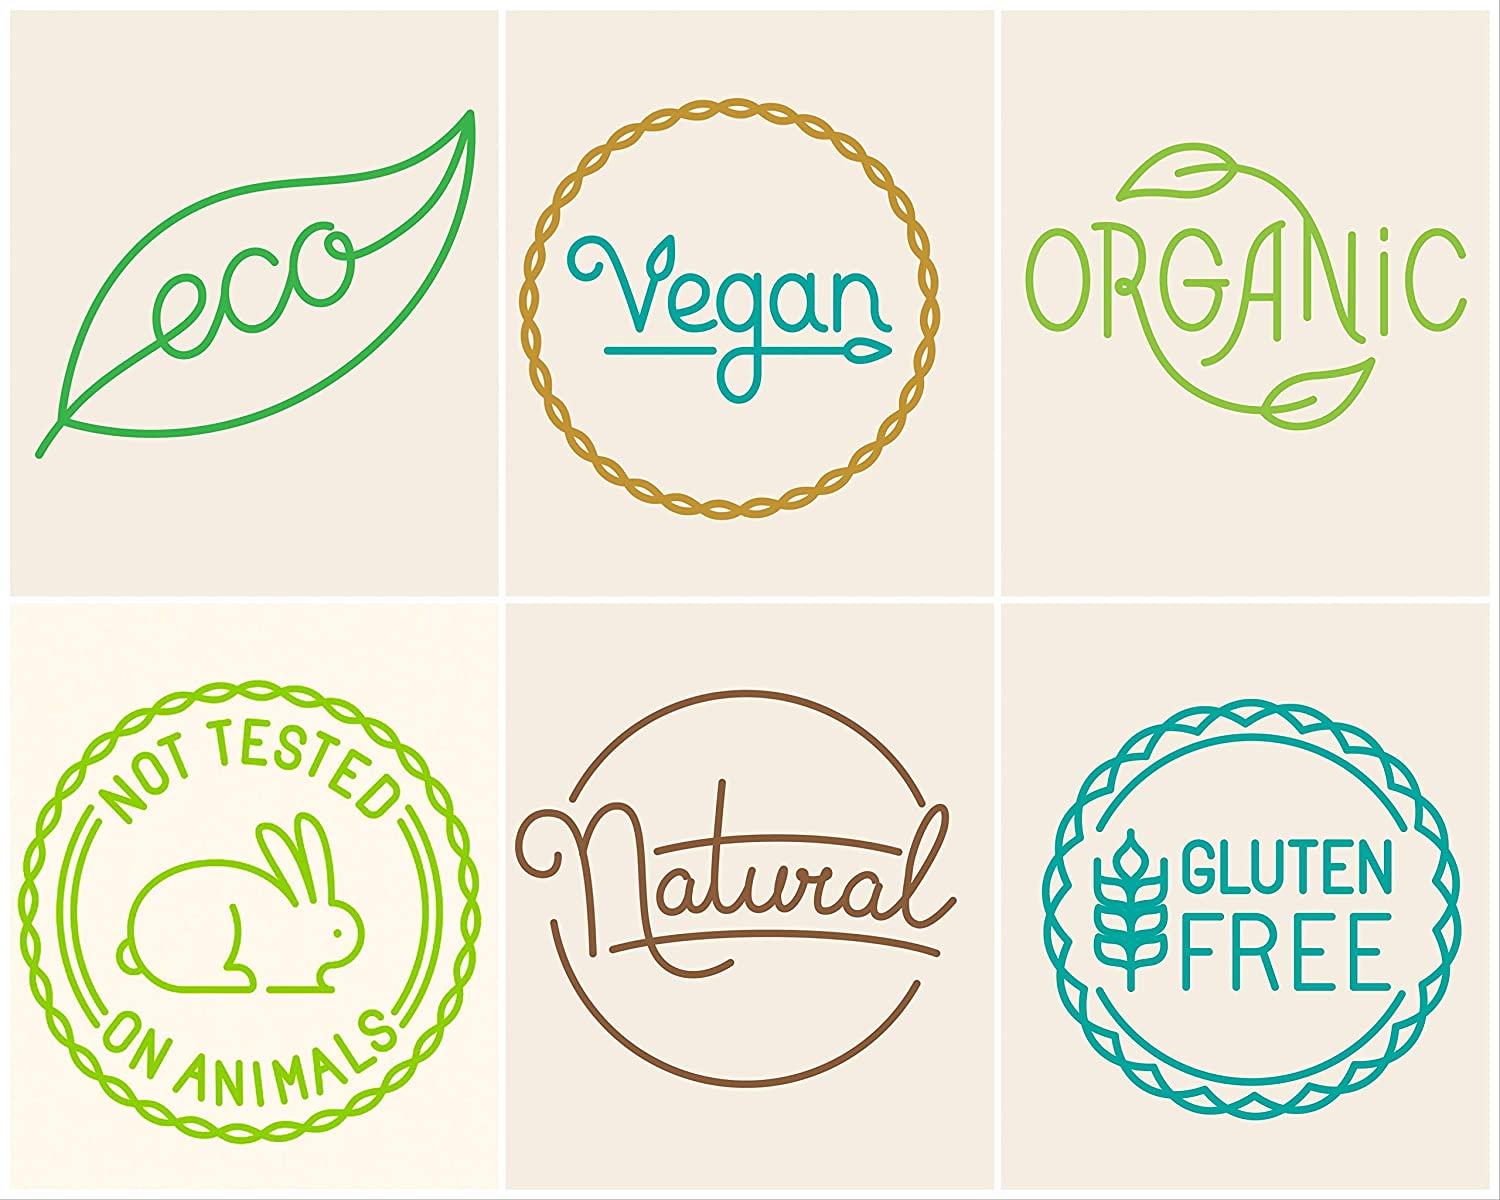 eco
Vegan
ORGANiC
NOT TESTED
ON ANIMALS
Natural
GLUTEN
FREE